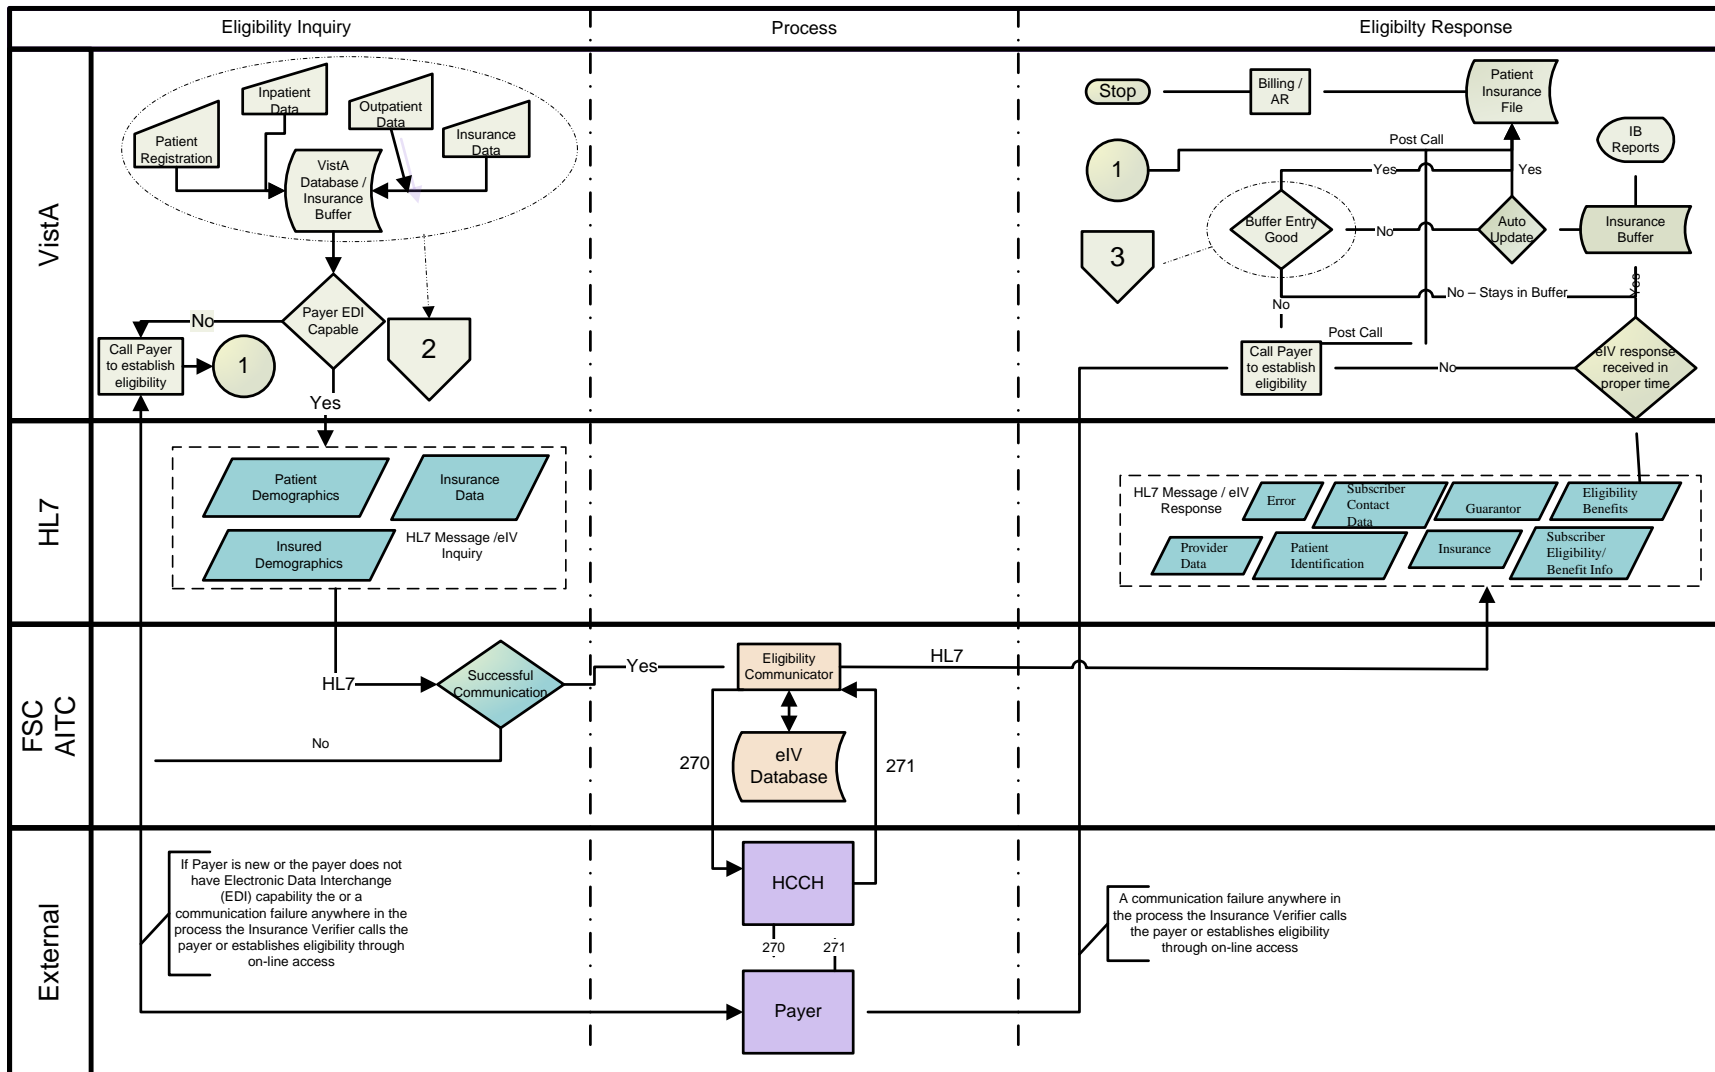 Eligibility Inquiry
Process
Eligibilty Response
VistA
Inpatient
Data
Outpatient
Data
Patient
Registration
Insurance
Data
VistA
Database /
Insurance
Buffer
Payer EDI
Capable
No
Call Payer
to establish
eligibility
1
2
Yes
Stop
Billing /
AR
Patient
Insurance
File
IB
Reports
Post Call
1
Yes
Yes
Buffer Entry
Good
No
Auto
Update
Insurance
Buffer
3
No
No – Stays in Buffer
Yes
Post Call
Call Payer
to establish
eligibility
No
eIV response
received in
proper time
HL7
Patient
Demographics
Insurance
Data
Insured
Demographics
HL7 Message /eIV
Inquiry
HL7 Message / eIV
Response
Error
Subscriber
Contact
Data
Guarantor
Eligibility
Benefits
Provider
Data
Patient
Identification
Insurance
Subscriber
Eligibility/
Benefit Info
FSC
AITC
HL7
Successful
Communication
Yes
No
Eligibility
Communicator
HL7
270
eIV
Database
271
External
If Payer is new or the payer does not
have Electronic Data Interchange
(EDI) capability the or a
communication failure anywhere in the
process the Insurance Verifier calls the
payer or establishes eligibility through
on-line access
HCCH
270
271
Payer
A communication failure anywhere in
the process the Insurance Verifier calls
the payer or establishes eligibility
through on-line access